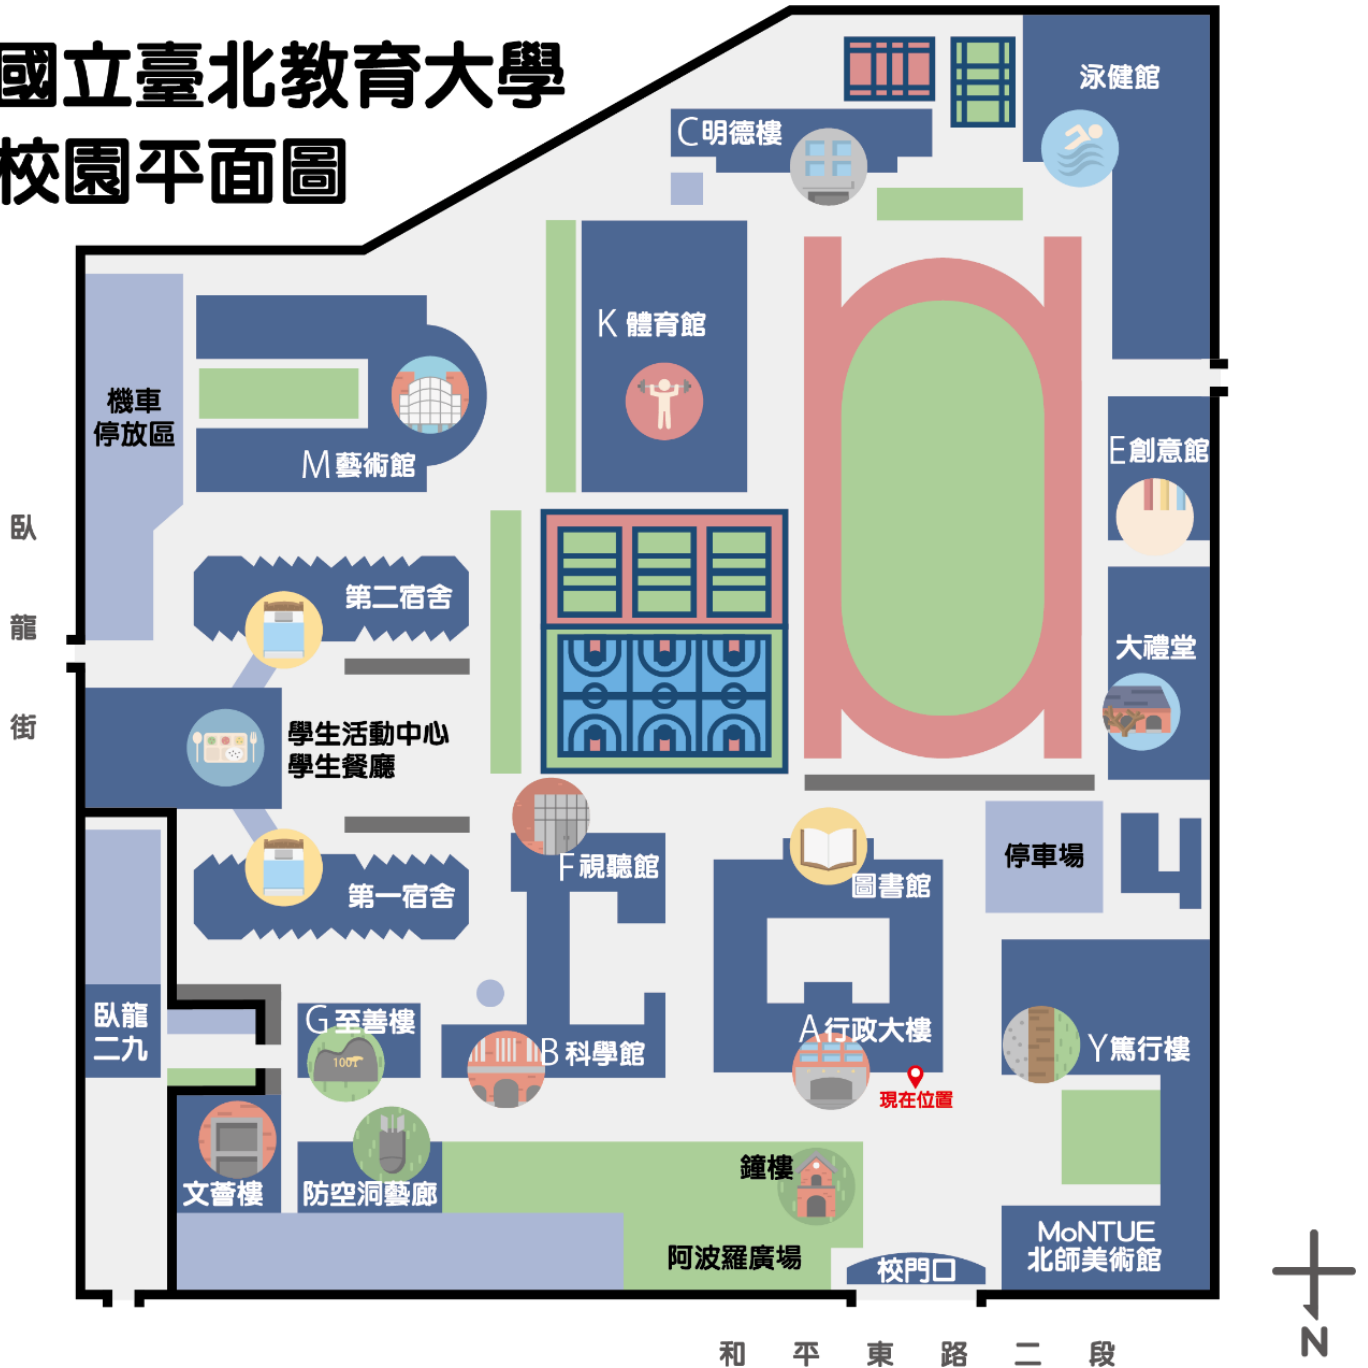 國立臺北教育大學
校園平面圖
泳健館
C明德樓
K 體育館
機車
停放區
M藝術館
E創意館
臥龍街
第二宿舍
大禮堂
學生活動中心
學生餐廳
停車場
F視聽館
圖書館
第一宿舍
臥龍
二九
G至善樓
A行政大樓
B科學館
Y篤行樓
1001
現在位置
鐘樓
文薈樓
防空洞藝廊
MoNTUE
北師美術館
阿波羅廣場
校門口
N
和平東路二段